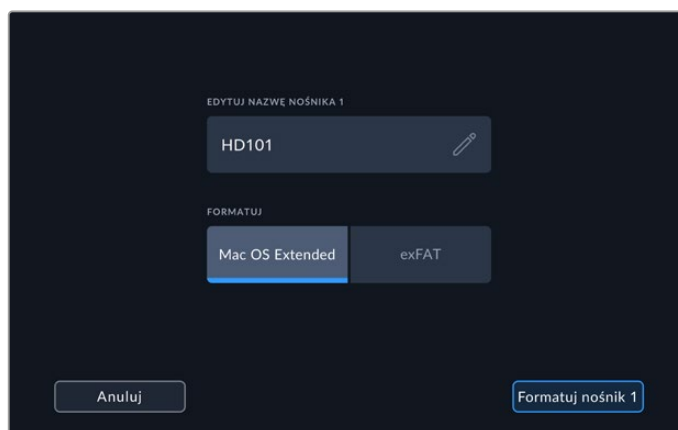 EDYTUJ NAZWĘ NOŚNIKA 1
HD101
FORMATUJ
Mac OS Extended exFAT
Anuluj Formatuj nośnik 1